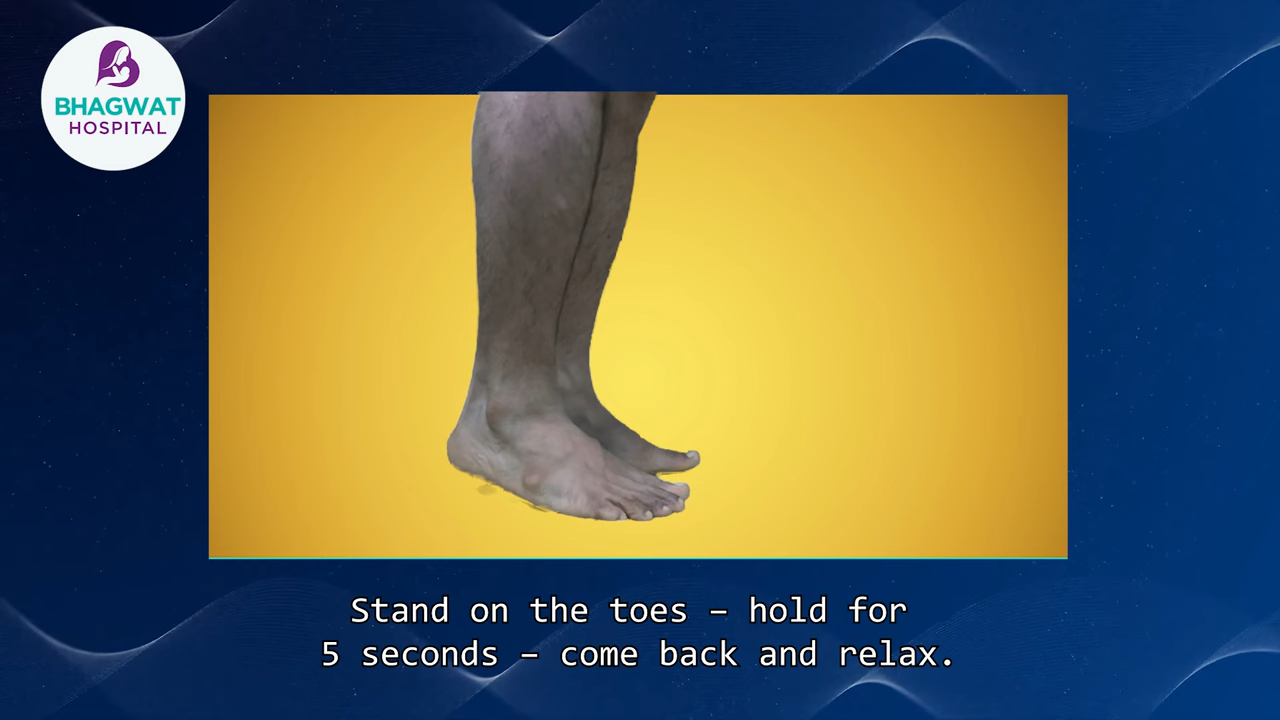 BHAGWAT
HOSPITAL
Stand on the toes – hold for
5 seconds – come back and relax.